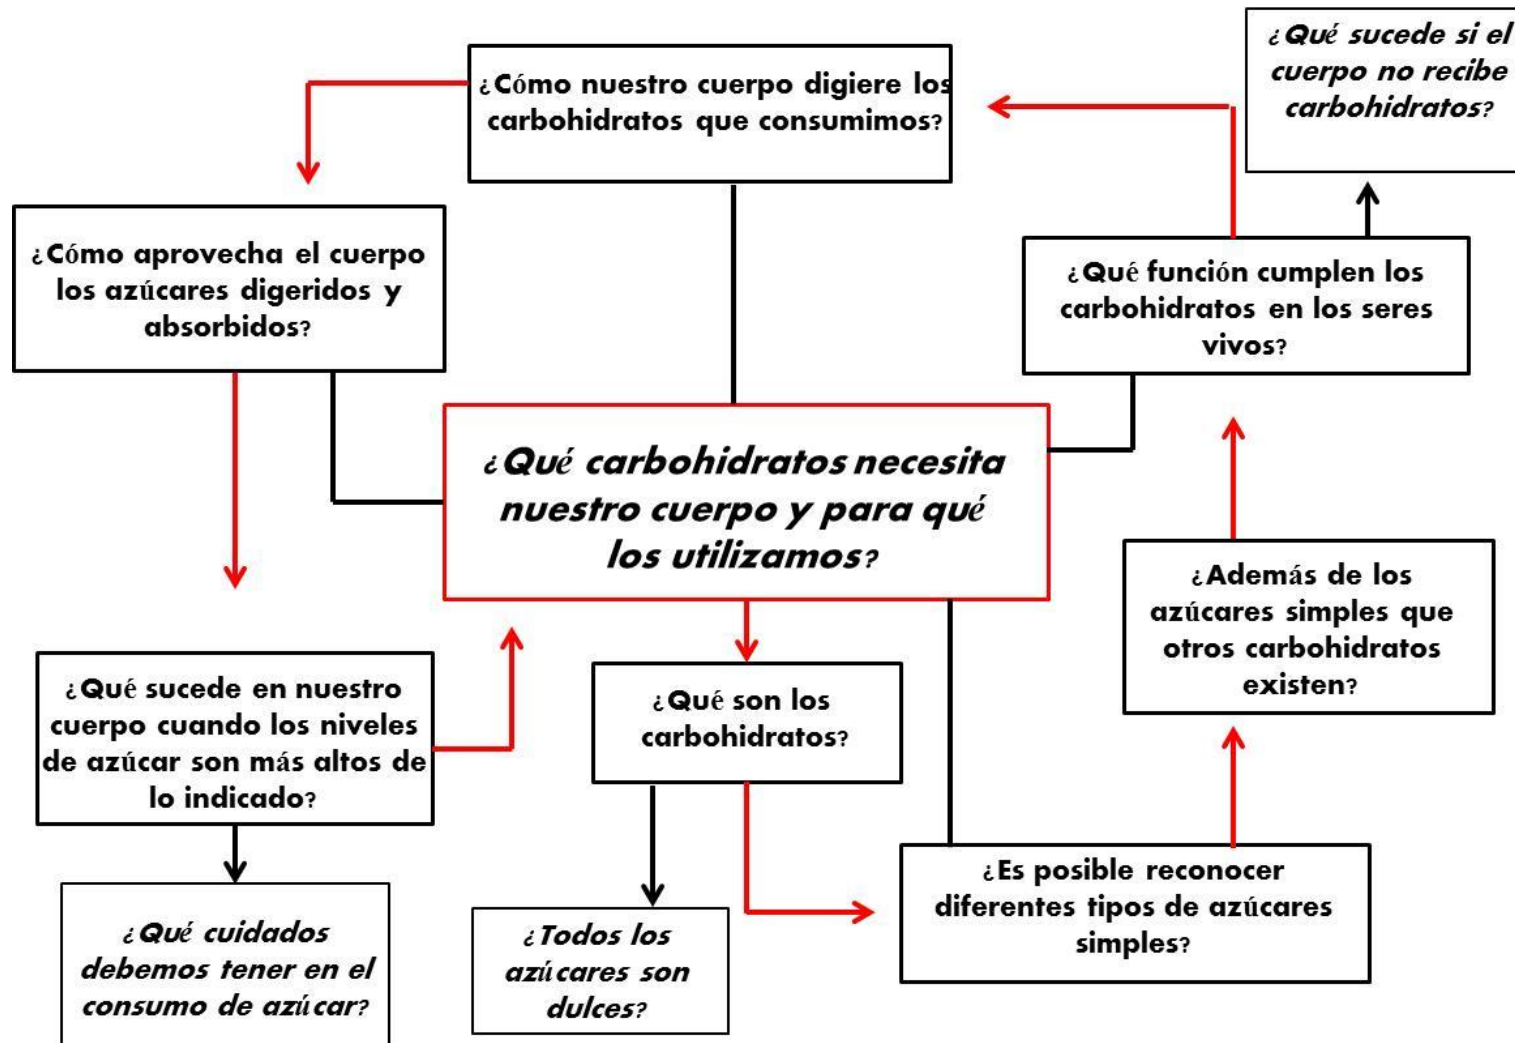 ¿Qué sucede si el
cuerpo no recibe
carbohidratos?
¿Cómo nuestro cuerpo digiere los
carbohidratos que consumimos?
¿Cómo aprovecha el cuerpo
los azúcares digeridos y
absorbidos?
¿Qué función cumplen los
carbohidratos en los seres
vivos?
¿Qué carbohidratos necesita
nuestro cuerpo y para qué
los utilizamos?
¿Además de los
azúcares simples que
otros carbohidratos
existen?
¿Qué sucede en nuestro
cuerpo cuando los niveles
de azúcar son más altos de
lo indicado?
¿Qué son los
carbohidratos?
¿Es posible reconocer
diferentes tipos de azúcares
simples?
¿Qué cuidados
debemos tener en el
consumo de azúcar?
¿Todos los
azúcares son
dulces?